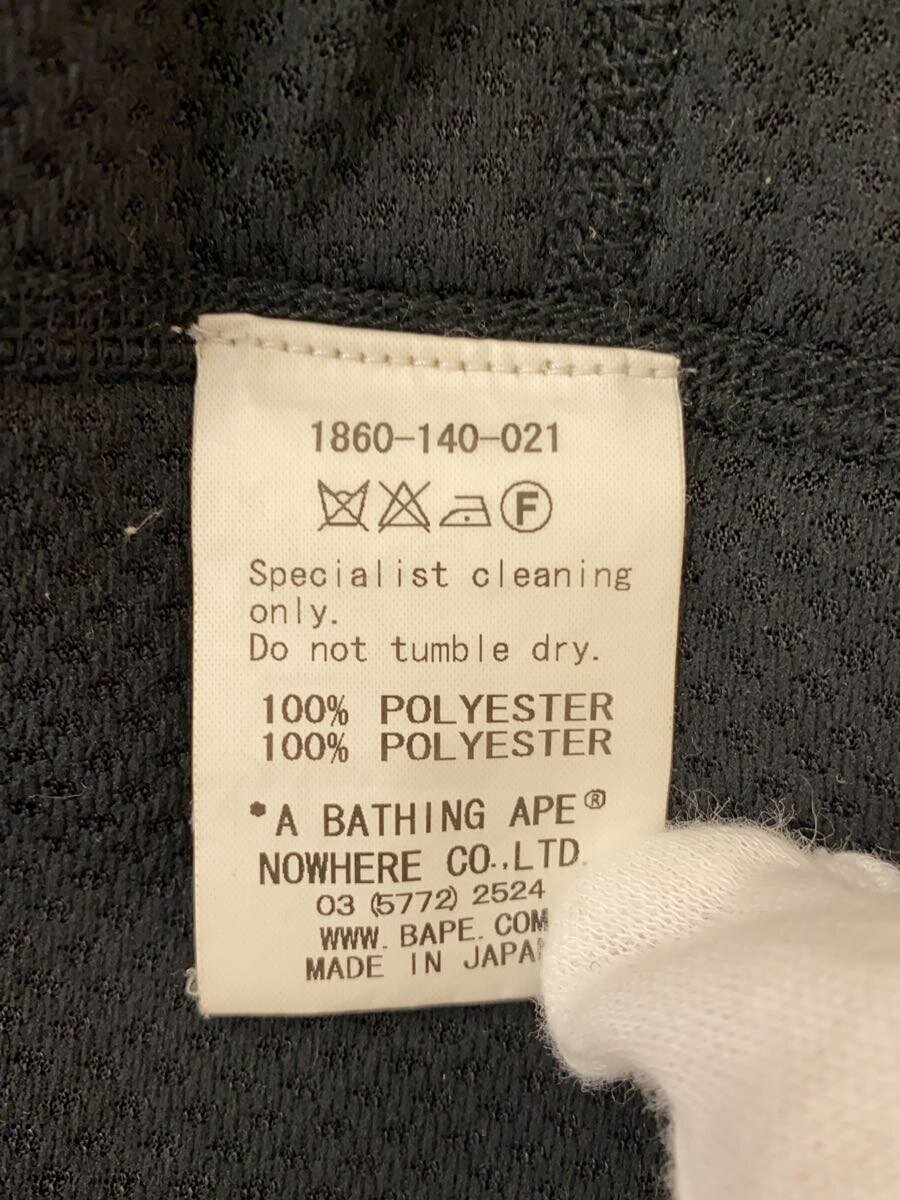 1860-140-021
F
Specialist cleaning
only.
Do not tumble dry.
100% POLYESTER
100% POLYESTER
*A BATHING APE®
NOWHERE CO.,LTD.
03 (5772) 2524
WWW. BAPE. COM
MADE IN JAPAN